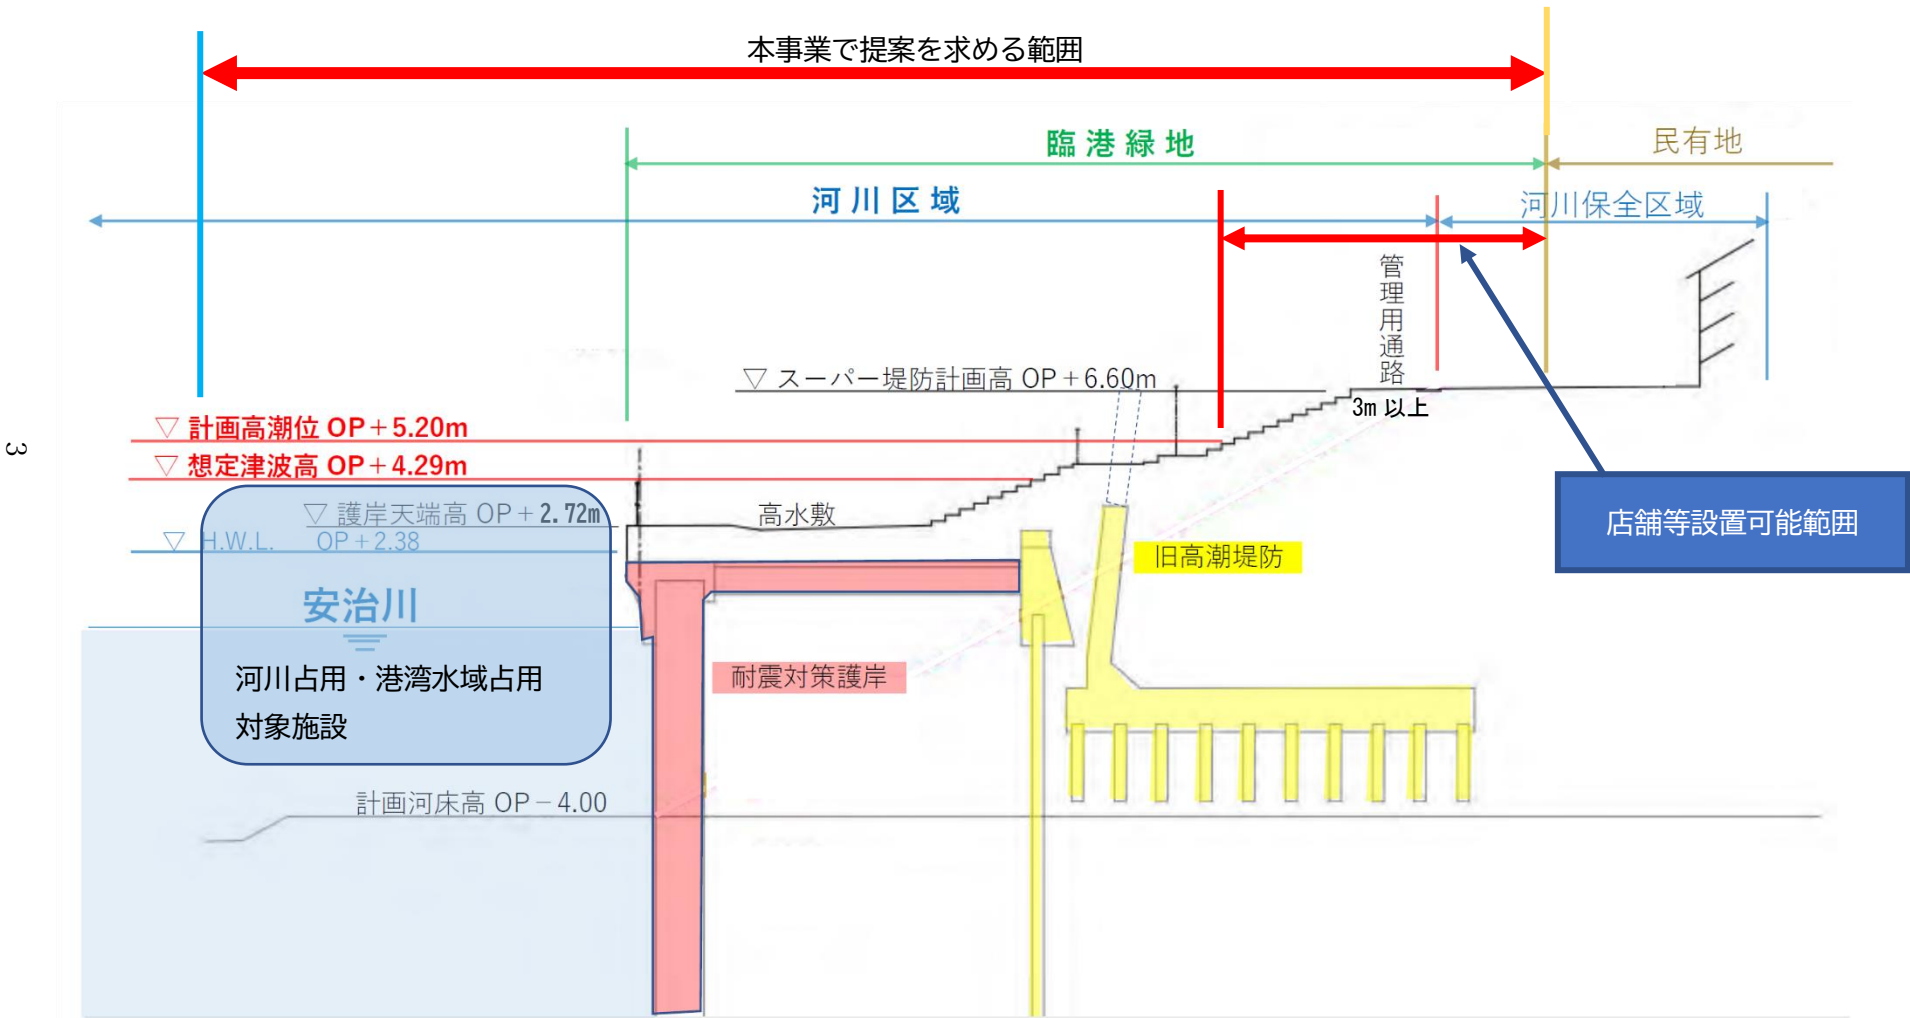 本事業で提案を求める範囲
臨港緑地
民有地
河川区域
河川保全区域
管理用通路
3m 以上
▽ スーパー堤防計画高 OP+6.60m
▽ 計画高潮位 OP+5.20m
▽ 想定津波高 OP+4.29m
▽ 護岸天端高 OP+2.72m
高水敷
▽ H.W.L. OP+2.38
店舗等設置可能範囲
旧高潮堤防
安治川
河川占用・港湾水域占用
対象施設
耐震対策護岸
計画河床高 OP−4.00
3